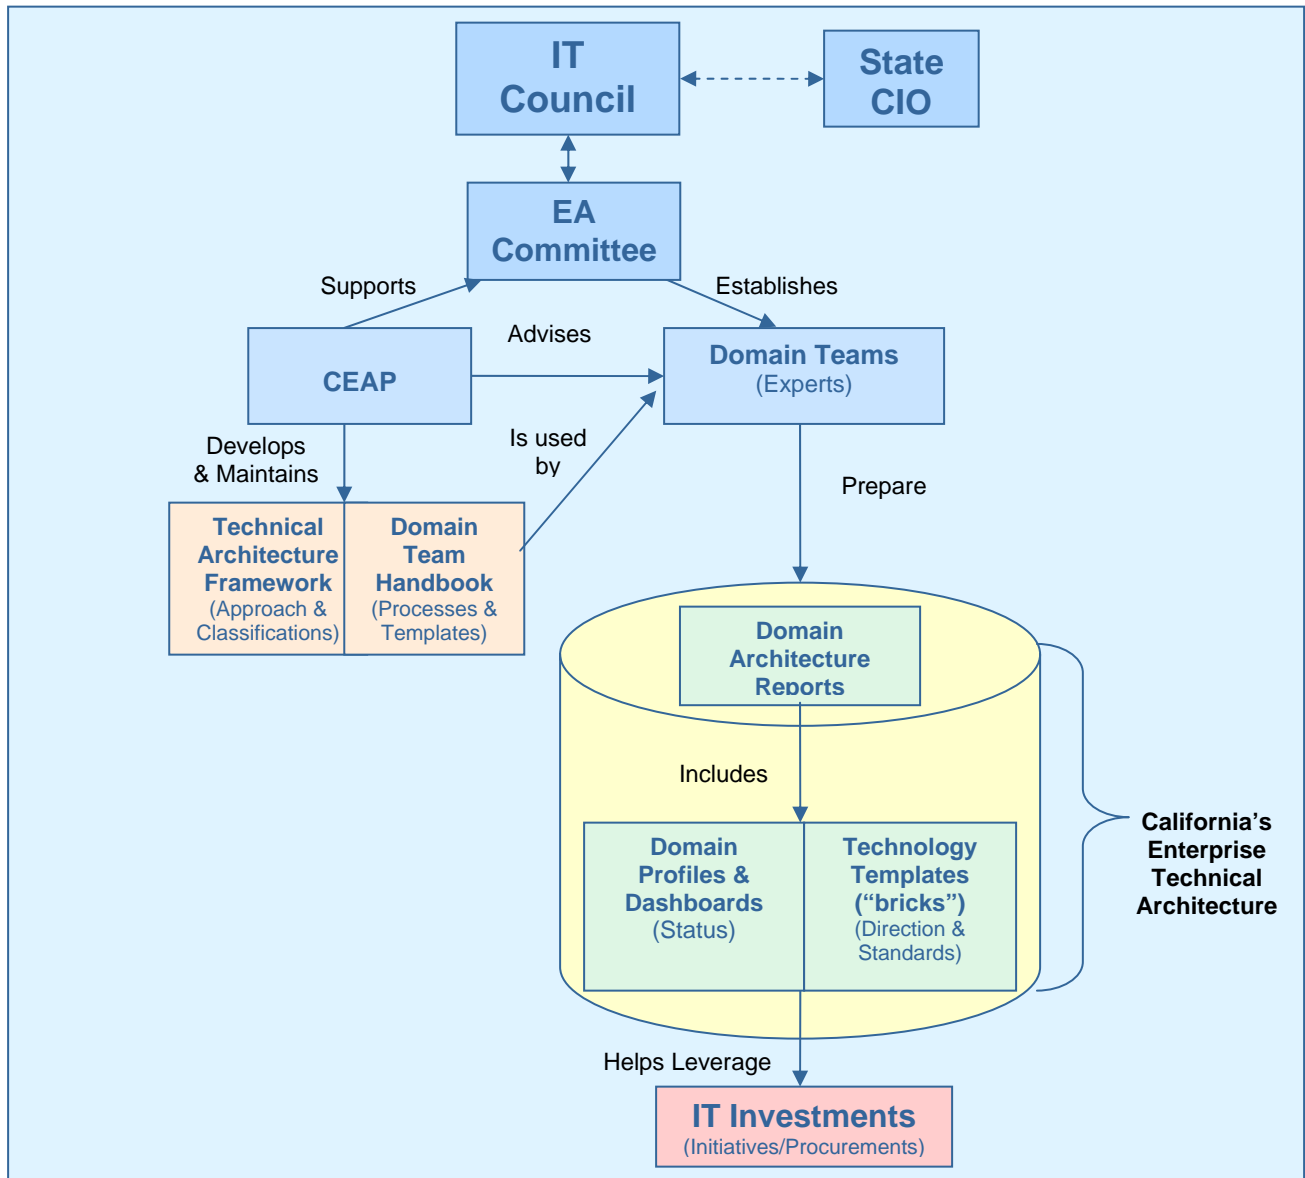 IT
Council
State
CIO
EA
Committee
Supports
Establishes
Advises
CEAP
Domain Teams
(Experts)
Develops
& Maintains
Is used
by
Prepare
Technical
Architecture
Framework
(Approach &
Classifications)
Domain
Team
Handbook
(Processes &
Templates)
Domain
Architecture
Reports
Includes
Domain
Profiles &
Dashboards
(Status)
Technology
Templates
(“bricks”)
(Direction &
Standards)
California’s
Enterprise
Technical
Architecture
Helps Leverage
IT Investments
(Initiatives/Procurements)